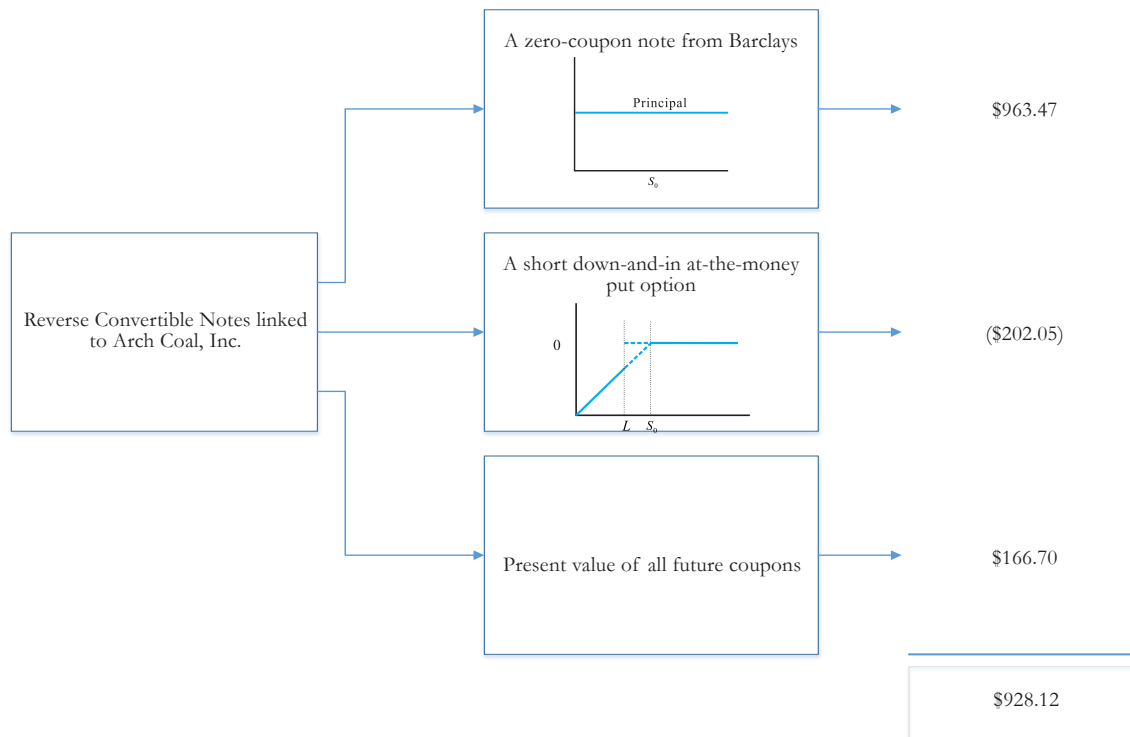 A zero-coupon note from Barclays
Principal
S₀
$963.47
Reverse Convertible Notes linked
to Arch Coal, Inc.
A short down-and-in at-the-money
put option
0
L S₀
($202.05)
Present value of all future coupons
$166.70
$928.12